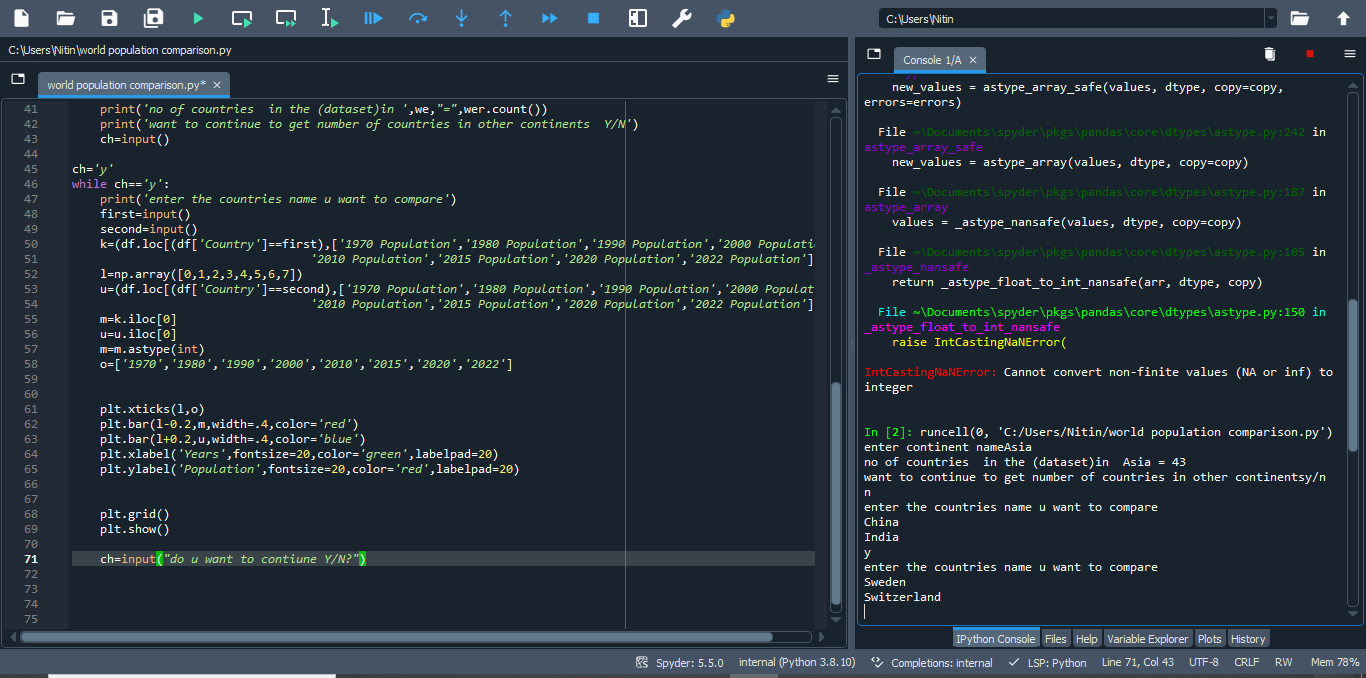 C:\Users\Nitin
C:\Users\Nitin\world population comparison.py
world population comparison.py*
41 print('no of countries  in the (dataset)in ',we,"=",wer.count())
42 print('want to continue to get number of countries in other continents  Y/N')
43 ch=input()
44
45 ch='y'
46 while ch=='y':
47 print('enter the countries name u want to compare')
48 first=input()
49 second=input()
50 k=(df.loc[(df['Country']==first),['1970 Population','1980 Population','1990 Population','2000 Populatio
51 '2010 Population','2015 Population','2020 Population','2022 Population']
52 l=np.array([0,1,2,3,4,5,6,7])
53 u=(df.loc[(df['Country']==second),['1970 Population','1980 Population','1990 Population','2000 Populat
54 '2010 Population','2015 Population','2020 Population','2022 Population']
55 m=k.iloc[0]
56 u=u.iloc[0]
57 m=m.astype(int)
58 o=['1970','1980','1990','2000','2010','2015','2020','2022']
59
60
61 plt.xticks(l,o)
62 plt.bar(l-0.2,m,width=.4,color='red')
63 plt.bar(l+0.2,u,width=.4,color='blue')
64 plt.xlabel('Years',fontsize=20,color='green',labelpad=20)
65 plt.ylabel('Population',fontsize=20,color='red',labelpad=20)
66
67
68 plt.grid()
69 plt.show()
70
71 ch=input("do u want to contiune Y/N?")
72
73
74
75
Console 1/A
new_values = astype_array_safe(values, dtype, copy=copy,
errors=errors)
File ~\Documents\spyder\pkgs\pandas\core\dtypes\astype.py:242 in
astype_array_safe
new_values = astype_array(values, dtype, copy=copy)
File ~\Documents\spyder\pkgs\pandas\core\dtypes\astype.py:187 in
astype_array
values = _astype_nansafe(values, dtype, copy=copy)
File ~\Documents\spyder\pkgs\pandas\core\dtypes\astype.py:105 in
_astype_nansafe
return _astype_float_to_int_nansafe(arr, dtype, copy)
File ~\Documents\spyder\pkgs\pandas\core\dtypes\astype.py:150 in
_astype_float_to_int_nansafe
raise IntCastingNaNError(
IntCastingNaNError: Cannot convert non-finite values (NA or inf) to
integer
In [2]: runcell(0, 'C:/Users/Nitin/world population comparison.py')
enter continent nameAsia
no of countries  in the (dataset)in  Asia = 43
want to continue to get number of countries in other continentsy/n
n
enter the countries name u want to compare
China
India
y
enter the countries name u want to compare
Sweden
Switzerland
IPython Console Files Help Variable Explorer Plots History
Spyder: 5.5.0 internal (Python 3.8.10) Completions: internal LSP: Python Line 71, Col 43 UTF-8 CRLF RW Mem 78%